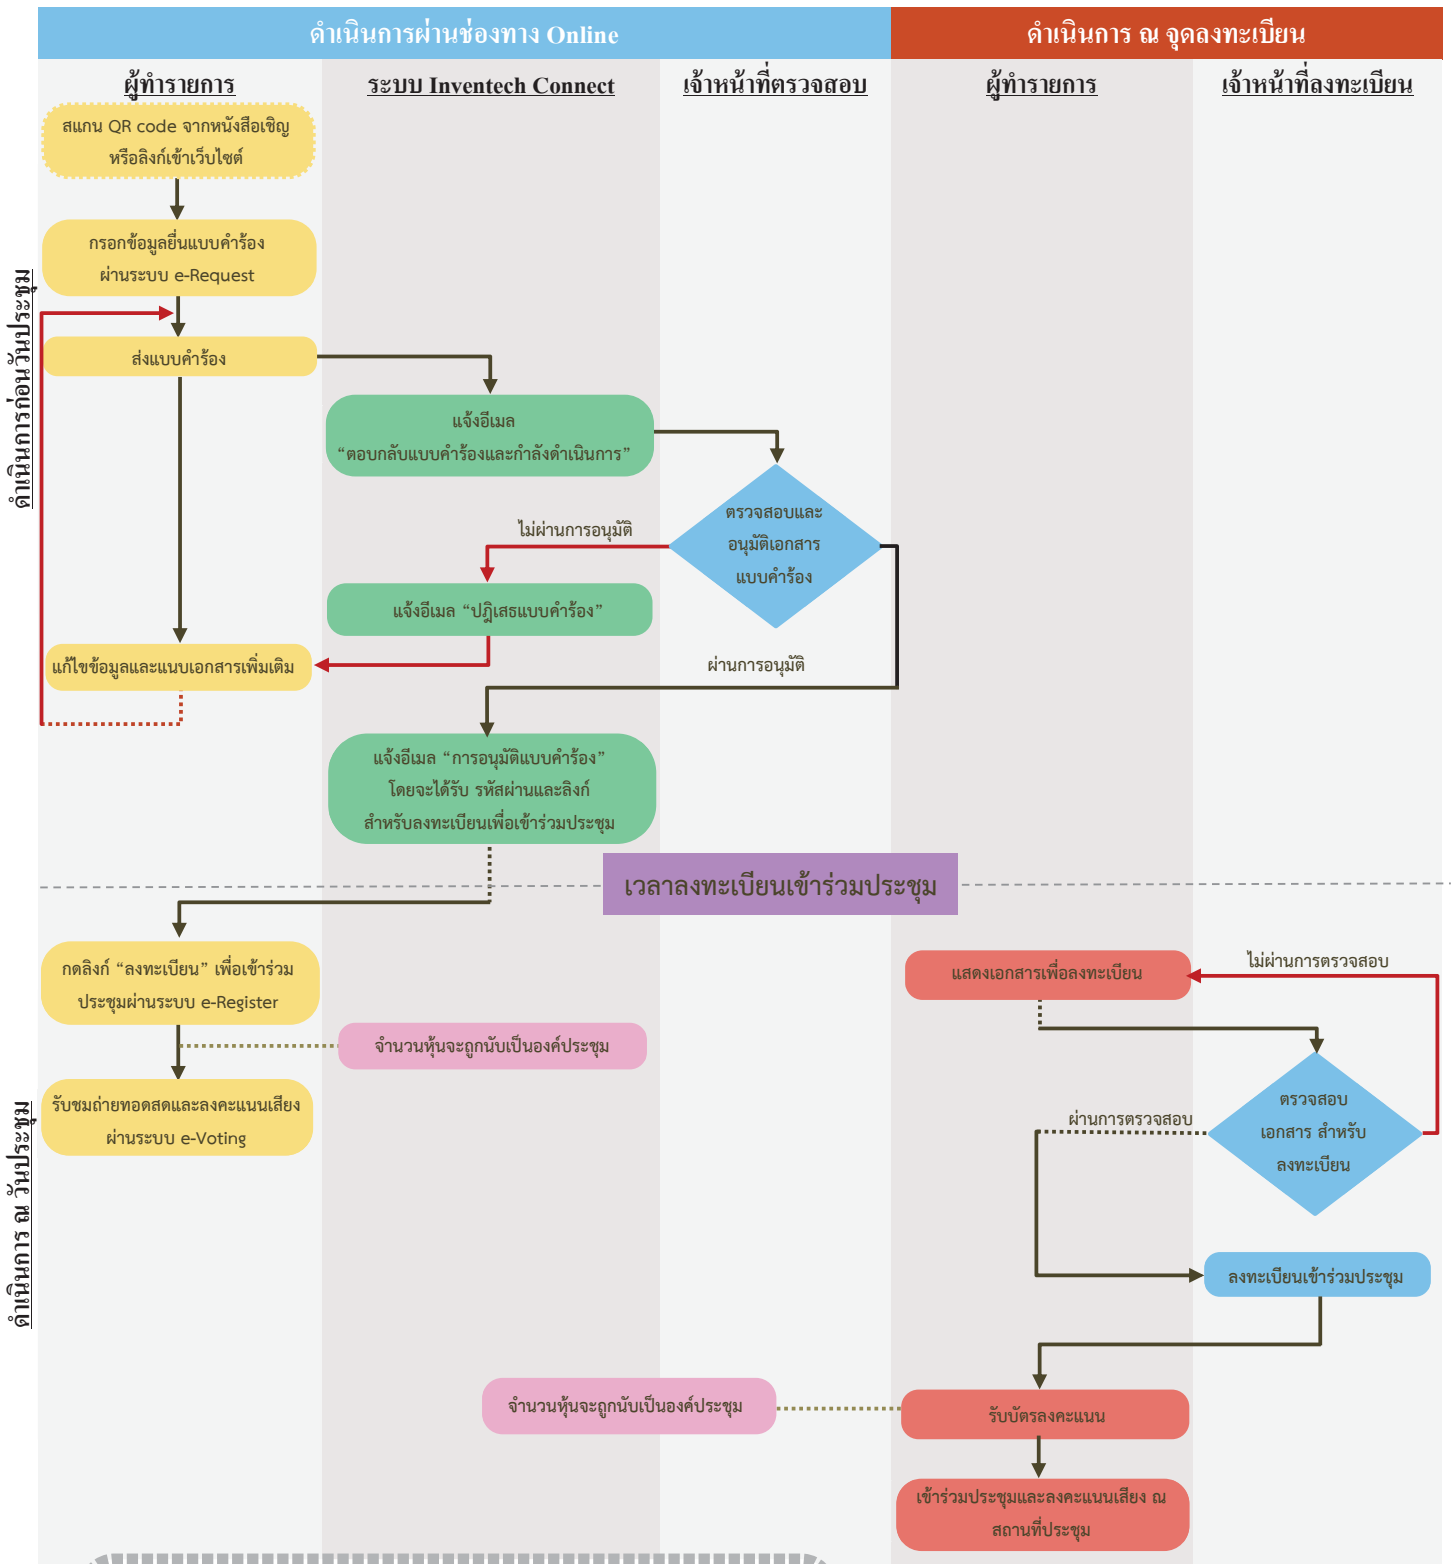 ดำเนินการผ่านช่องทาง Online
ดำเนินการ ณ จุดลงทะเบียน
ผู้ทำรายการ
ระบบ Inventech Connect
เจ้าหน้าที่ตรวจสอบ
ผู้ทำรายการ
เจ้าหน้าที่ลงทะเบียน
ดำเนินการก่อนวันประชุม
สแกน QR code จากหนังสือเชิญ
หรือลิงก์เข้าเว็บไซต์
กรอกข้อมูลยื่นแบบคำร้อง
ผ่านระบบ e-Request
ส่งแบบคำร้อง
แจ้งอีเมล
“ตอบกลับแบบคำร้องและกำลังดำเนินการ”
ตรวจสอบและ
อนุมัติเอกสาร
แบบคำร้อง
ไม่ผ่านการอนุมัติ
แจ้งอีเมล “ปฎิเสธแบบคำร้อง”
แก้ไขข้อมูลและแนบเอกสารเพิ่มเติม
ผ่านการอนุมัติ
แจ้งอีเมล “การอนุมัติแบบคำร้อง”
โดยจะได้รับ รหัสผ่านและลิงก์
สำหรับลงทะเบียนเพื่อเข้าร่วมประชุม
เวลาลงทะเบียนเข้าร่วมประชุม
ดำเนินการ ณ วันประชุม
กดลิงก์ “ลงทะเบียน” เพื่อเข้าร่วม
ประชุมผ่านระบบ e-Register
จำนวนหุ้นจะถูกนับเป็นองค์ประชุม
รับชมถ่ายทอดสดและลงคะแนนเสียง
ผ่านระบบ e-Voting
แสดงเอกสารเพื่อลงทะเบียน
ไม่ผ่านการตรวจสอบ
ตรวจสอบ
เอกสาร สำหรับ
ลงทะเบียน
ผ่านการตรวจสอบ
ลงทะเบียนเข้าร่วมประชุม
จำนวนหุ้นจะถูกนับเป็นองค์ประชุม
รับบัตรลงคะแนน
เข้าร่วมประชุมและลงคะแนนเสียง ณ
สถานที่ประชุม